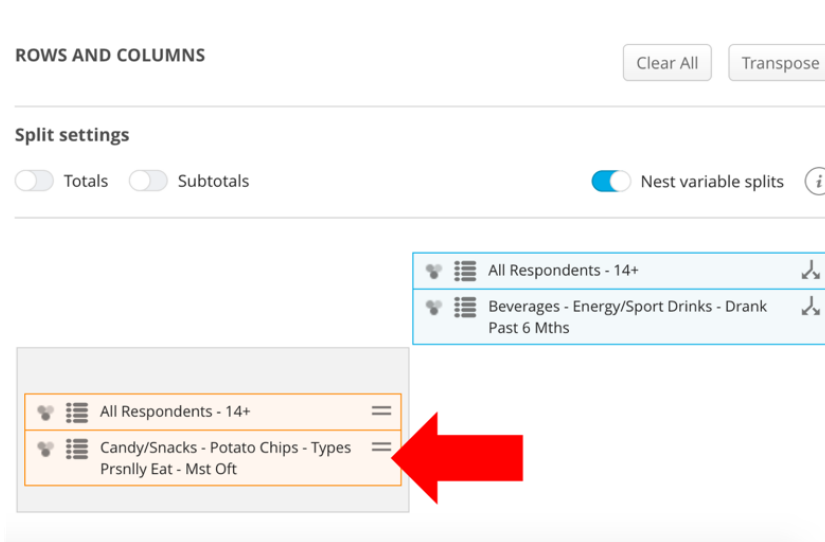 ROWS AND COLUMNS
Clear All
Transpose
Split settings
Totals
Subtotals
Nest variable splits
i
All Respondents - 14+
Beverages - Energy/Sport Drinks - Drank
Past 6 Mths
All Respondents - 14+
Candy/Snacks - Potato Chips - Types
Prsnlly Eat - Mst Oft